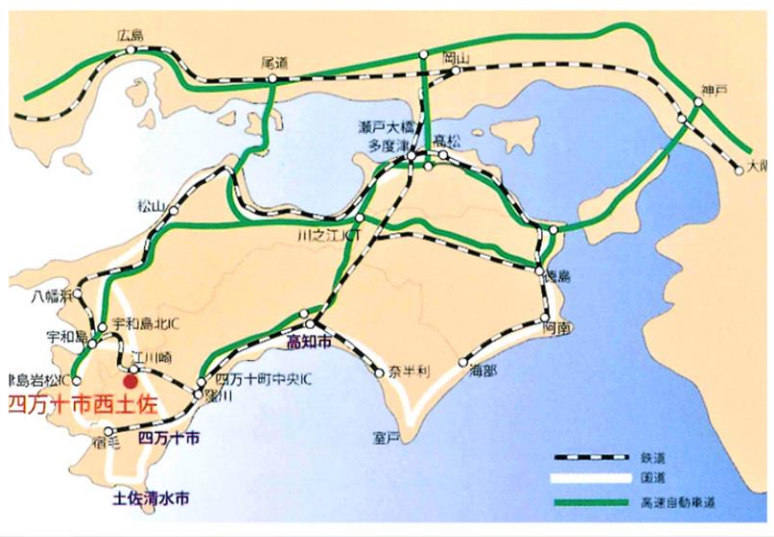 広島
尾道
岡山
神戸
瀬戸大橋
多度津
高松
松山
川之江JCT
徳島
八幡浜
宇和島北IC
宇和島
高知市
阿南
江川崎
津島岩松IC
四万十町中央IC
奈半利
海部
四万十市西土佐
窪川
宿毛
四万十市
室戸
土佐清水市
鉄道
国道
高速自動車道